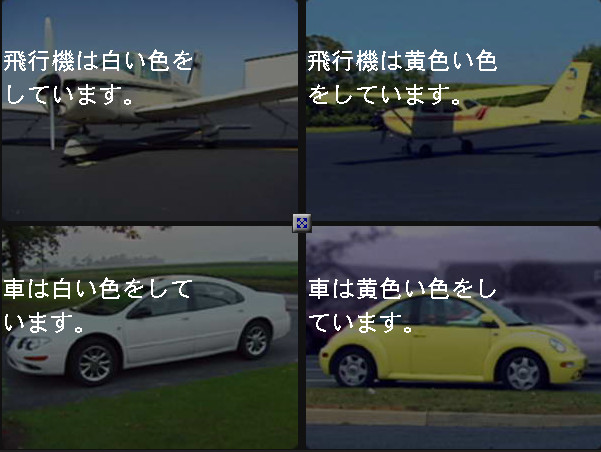 飛行機は白い色を
しています。
飛行機は黄色い色
をしています。
車は白い色をして
います。
車は黄色い色をし
ています。